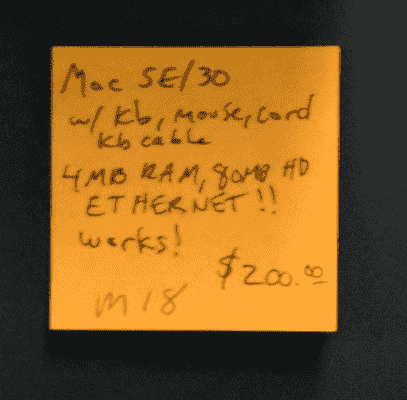 Mac SE/30
w/ kb, mouse, cord
kb cable
4MB RAM, 80MB HD
ETHERNET!!
works!
$200.00
M18